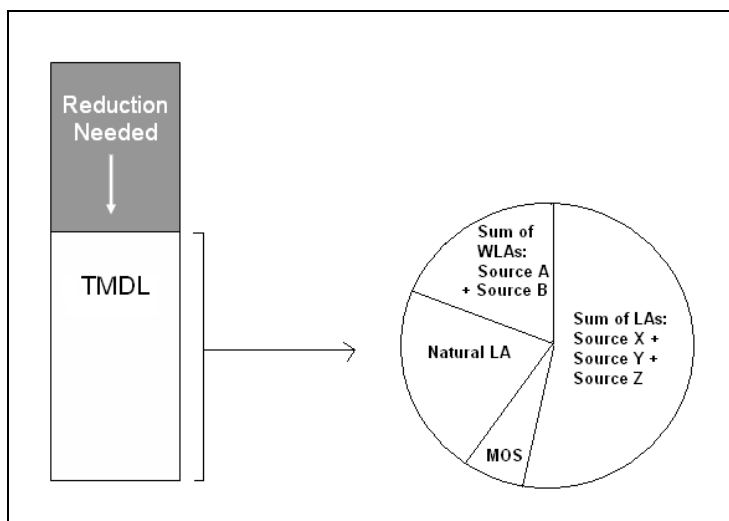 Reduction
Needed
TMDL
Sum of
WLAs:
Source A
+ Source B
Sum of LAs:
Source X +
Source Y +
Source Z
Natural LA
MOS